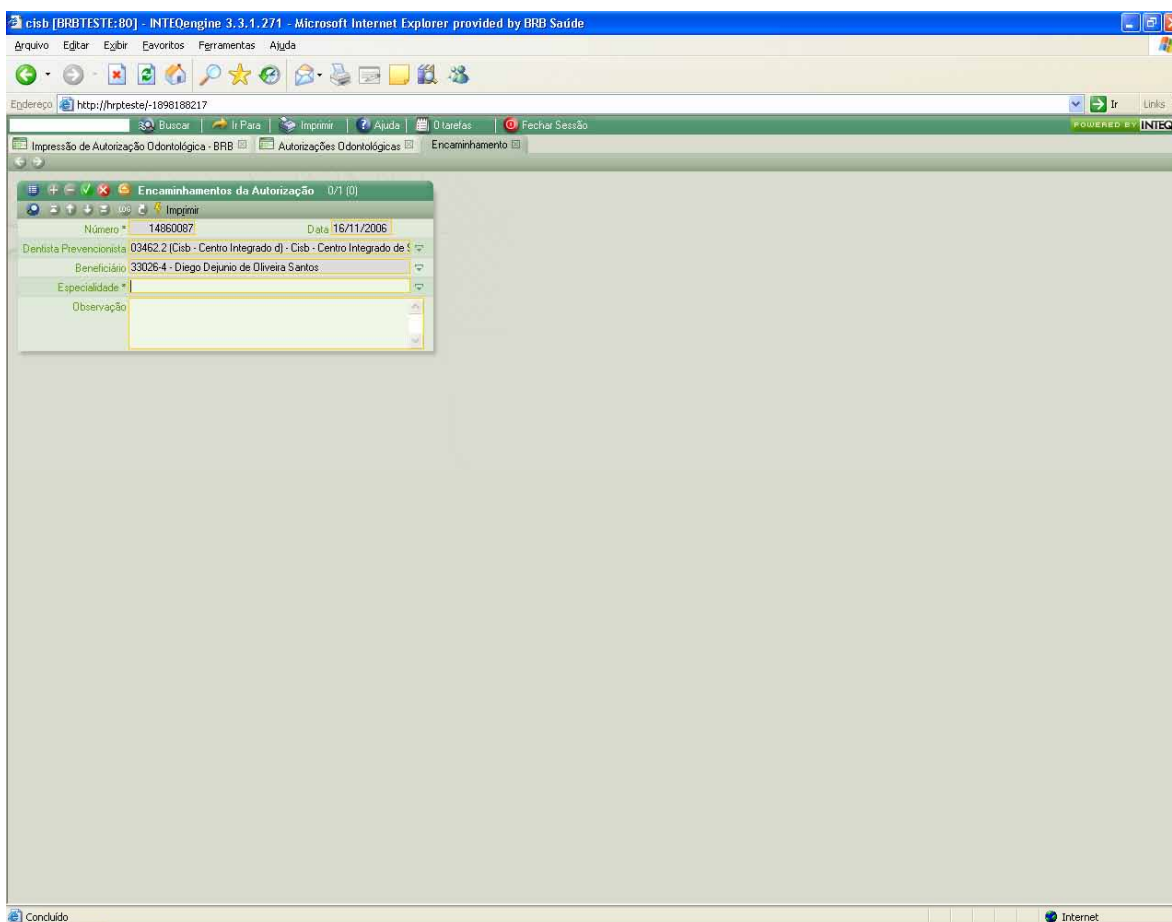 cisb [BRBTESTE:80] - INTEQengine 3.3.1.271 - Microsoft Internet Explorer provided by BRB Saúde
Arquivo Editar Exibir Favoritos Ferramentas Ajuda
Endereço http://hrpteste/-1898188217 Ir Links
Buscar Ir Para Imprimir Ajuda 0 tarefas Fechar Sessão POWERED BY INTEQ
Impressão de Autorização Odontológica - BRB Autorizações Odontológicas Encaminhamento
Encaminhamentos da Autorização 0/1 (0)
LOG Imprimir
Número * 14860087 Data 16/11/2006
Dentista Prevencionista 03462.2 (Cisb - Centro Integrado d) - Cisb - Centro Integrado de
Beneficiário 33026-4 - Diego Dejunio de Oliveira Santos
Especialidade *
Observação
Concluído Internet